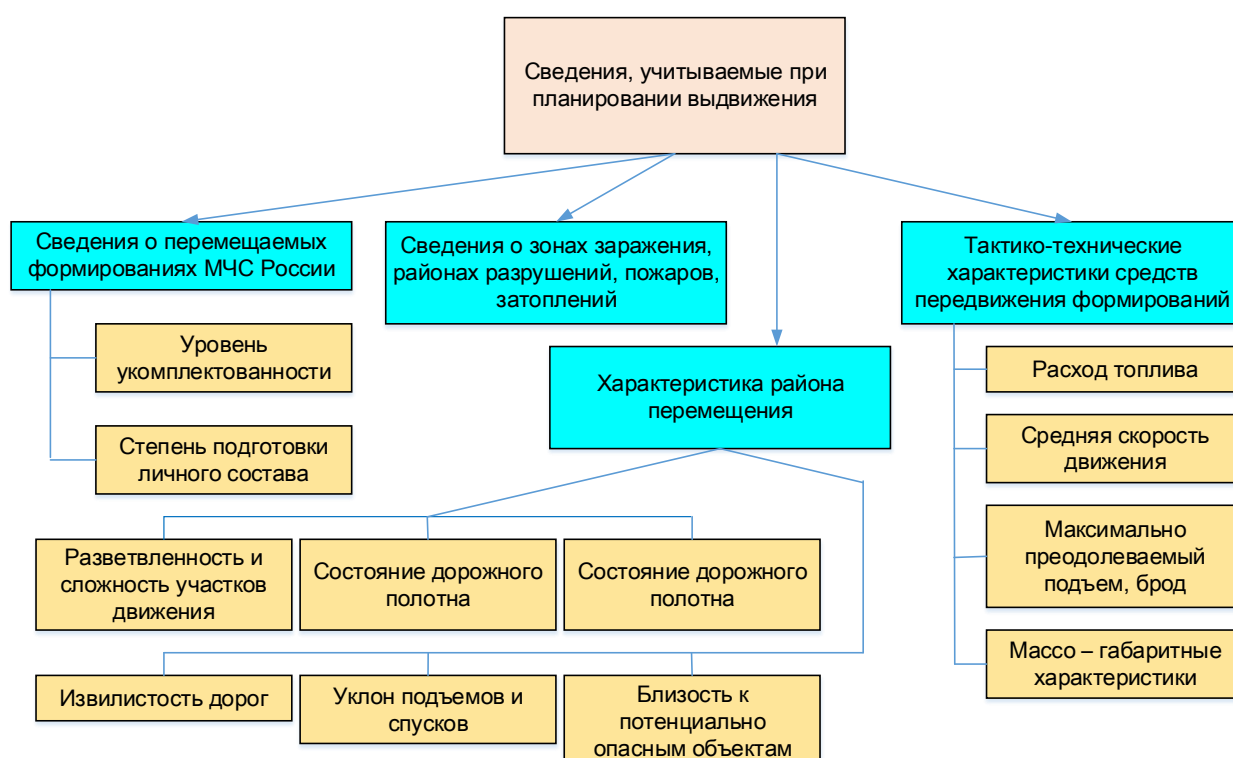 Сведения, учитываемые при
планировании выдвижения
Сведения о перемещаемых
формированиях МЧС России
Сведения о зонах заражения,
районах разрушений, пожаров,
затоплений
Тактико-технические
характеристики средств
передвижения формирований
Уровень
укомплектованности
Степень подготовки
личного состава
Характеристика района
перемещения
Расход топлива
Средняя скорость
движения
Максимально
преодолеваемый
подъем, брод
Массо – габаритные
характеристики
Разветвленность и
сложность участков
движения
Состояние дорожного
полотна
Состояние дорожного
полотна
Извилистость дорог
Уклон подъемов и
спусков
Близость к
потенциально
опасным объектам